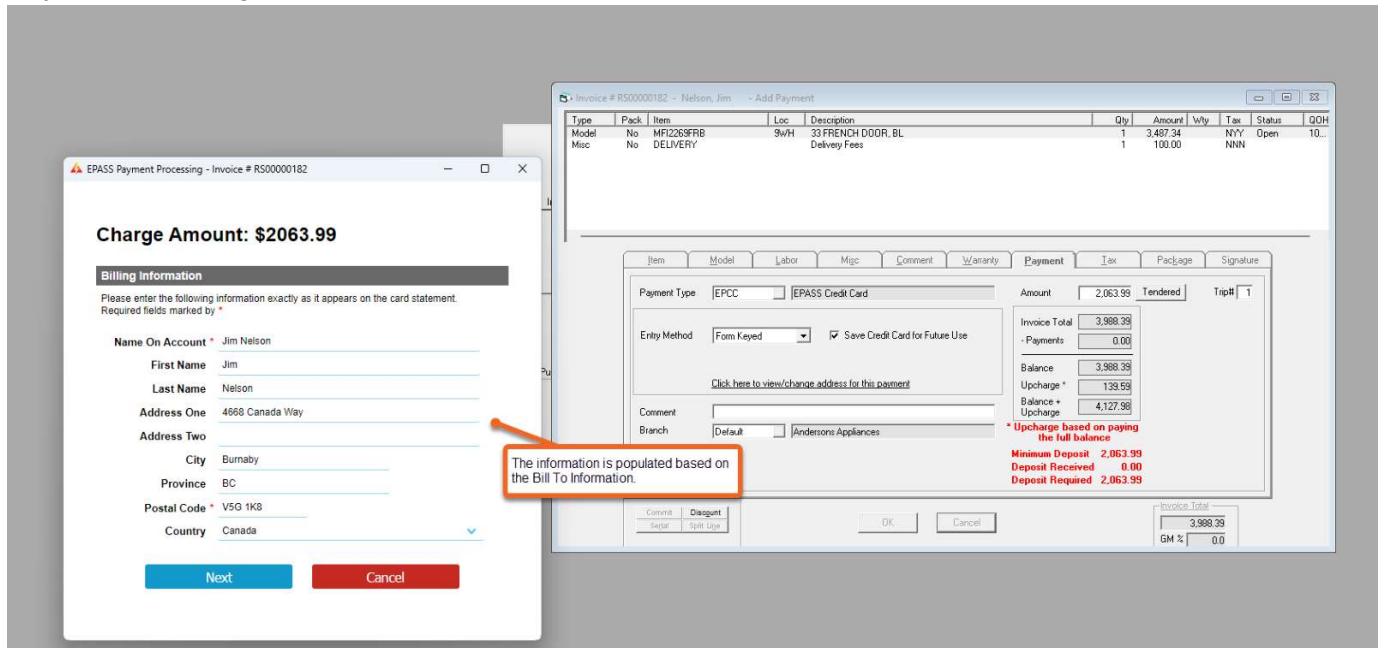 Invoice # RS00000182 - Nelson, Jim - Add Payment
Type Pack Item Loc Description Qty Amount Wty Tax Status QOH
Model No MFI2269FRB 9WH 33 FRENCH DOOR, BL 1 3,487.34 NYY Open 10...
Misc No DELIVERY Delivery Fees 1 100.00 NNN
EPASS Payment Processing - Invoice # RS00000182
Charge Amount: $2063.99
Billing Information
Please enter the following information exactly as it appears on the card statement.
Required fields marked by *
Name On Account * Jim Nelson
First Name Jim
Last Name Nelson
Address One 4668 Canada Way
Address Two
City Burnaby
Province BC
Postal Code * V5G 1K8
Country Canada
Next Cancel
The information is populated based on
the Bill To Information.
Item Model Labor Misc Comment Warranty Payment Tax Package Signature
Payment Type EPCC EPASS Credit Card Amount 2,063.99 Tendered Trip# 1
Entry Method Form Keyed Save Credit Card for Future Use
Click here to view/change address for this payment
Comment
Branch Default Andersons Appliances
Invoice Total 3,988.39
- Payments 0.00
Balance 3,988.39
Upcharge * 139.59
Balance +
Upcharge 4,127.98
* Upcharge based on paying
the full balance
Minimum Deposit 2,063.99
Deposit Received 0.00
Deposit Required 2,063.99
Commit Discount
Serial Split Line
OK Cancel
Invoice Total
3,988.39
GM % 0.0